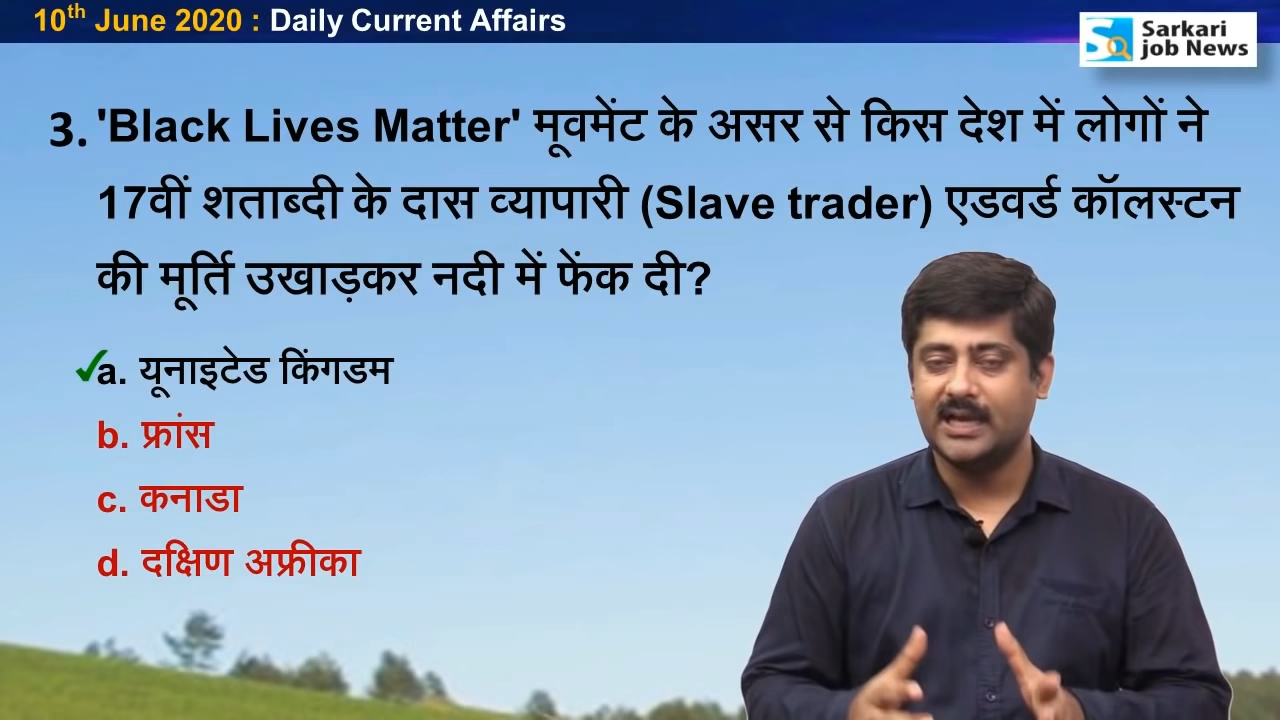 10th June 2020 : Daily Current Affairs
Sarkari
job News
3. 'Black Lives Matter' मूवमेंट के असर से किस देश में लोगों ने
17वीं शताब्दी के दास व्यापारी (Slave trader) एडवर्ड कॉलस्टन
की मूर्ति उखाड़कर नदी में फेंक दी?
✓a. यूनाइटेड किंगडम
b. फ्रांस
c. कनाडा
d. दक्षिण अफ्रीका